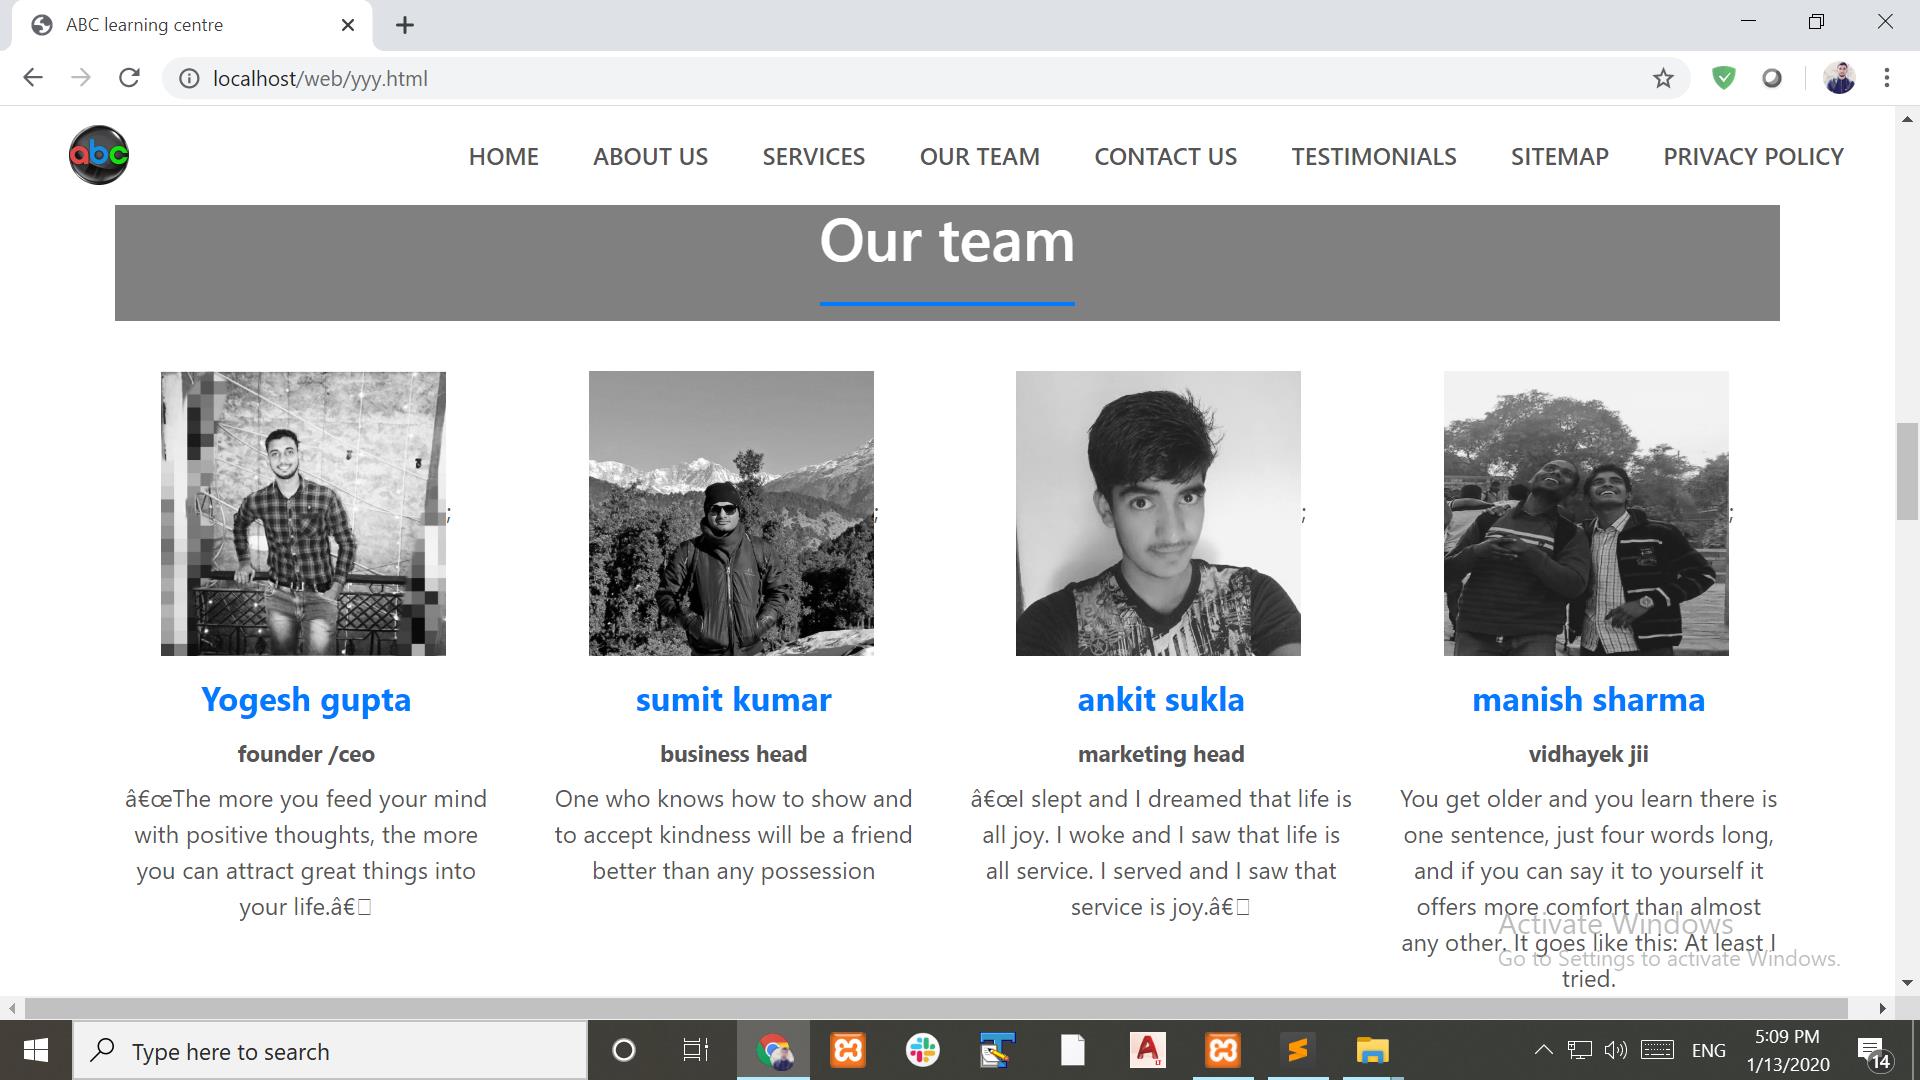 ABC learning centre
localhost/web/yyy.html
abc
HOME ABOUT US SERVICES OUR TEAM CONTACT US TESTIMONIALS SITEMAP PRIVACY POLICY
Our team
; ; ; ;
Yogesh gupta
founder /ceo
â€œThe more you feed your mind
with positive thoughts, the more
you can attract great things into
your life.â€□
sumit kumar
business head
One who knows how to show and
to accept kindness will be a friend
better than any possession
ankit sukla
marketing head
â€œI slept and I dreamed that life is
all joy. I woke and I saw that life is
all service. I served and I saw that
service is joy.â€□
manish sharma
vidhayek jii
You get older and you learn there is
one sentence, just four words long,
and if you can say it to yourself it
offers more comfort than almost
any other. It goes like this: At least I
tried.
Activate Windows
Go to Settings to activate Windows.
Type here to search
ENG
5:09 PM
1/13/2020
14